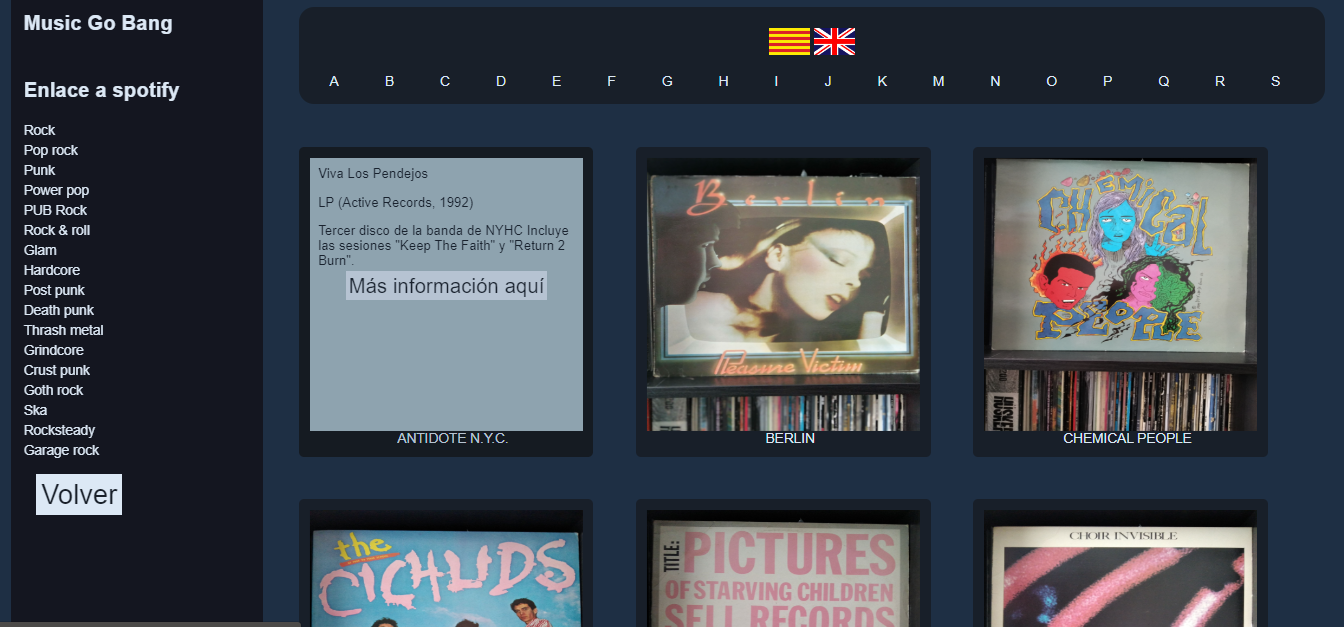 Music Go Bang
Enlace a spotify
Rock
Pop rock
Punk
Power pop
PUB Rock
Rock & roll
Glam
Hardcore
Post punk
Death punk
Thrash metal
Grindcore
Crust punk
Goth rock
Ska
Rocksteady
Garage rock
Volver
A B C D E F G H I J K M N O P Q R S
Viva Los Pendejos
LP (Active Records, 1992)
Tercer disco de la banda de NYHC Incluye
las sesiones "Keep The Faith" y "Return 2
Burn".
Más información aquí
ANTIDOTE N.Y.C.
Berlin
Pleasure Victim
BERLIN
CHEMICAL
PEOPLE
CHEMICAL PEOPLE
the
CICHLIDS
TITLE:
PICTURES
OF STARVING CHILDREN
SELL RECORDS
CHOIR INVISIBLE